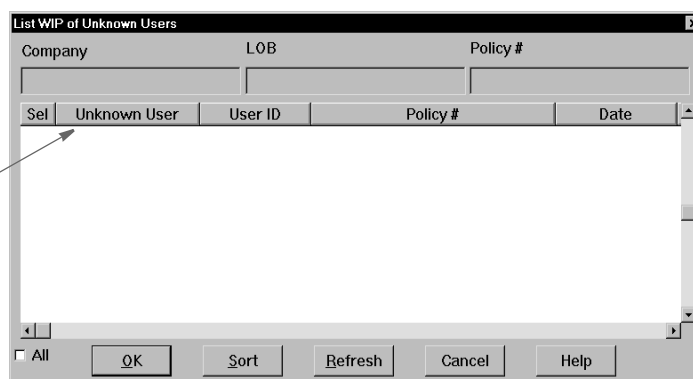 List WIP of Unknown Users
Company LOB Policy #
Sel Unknown User User ID Policy # Date
All OK Sort Refresh Cancel Help